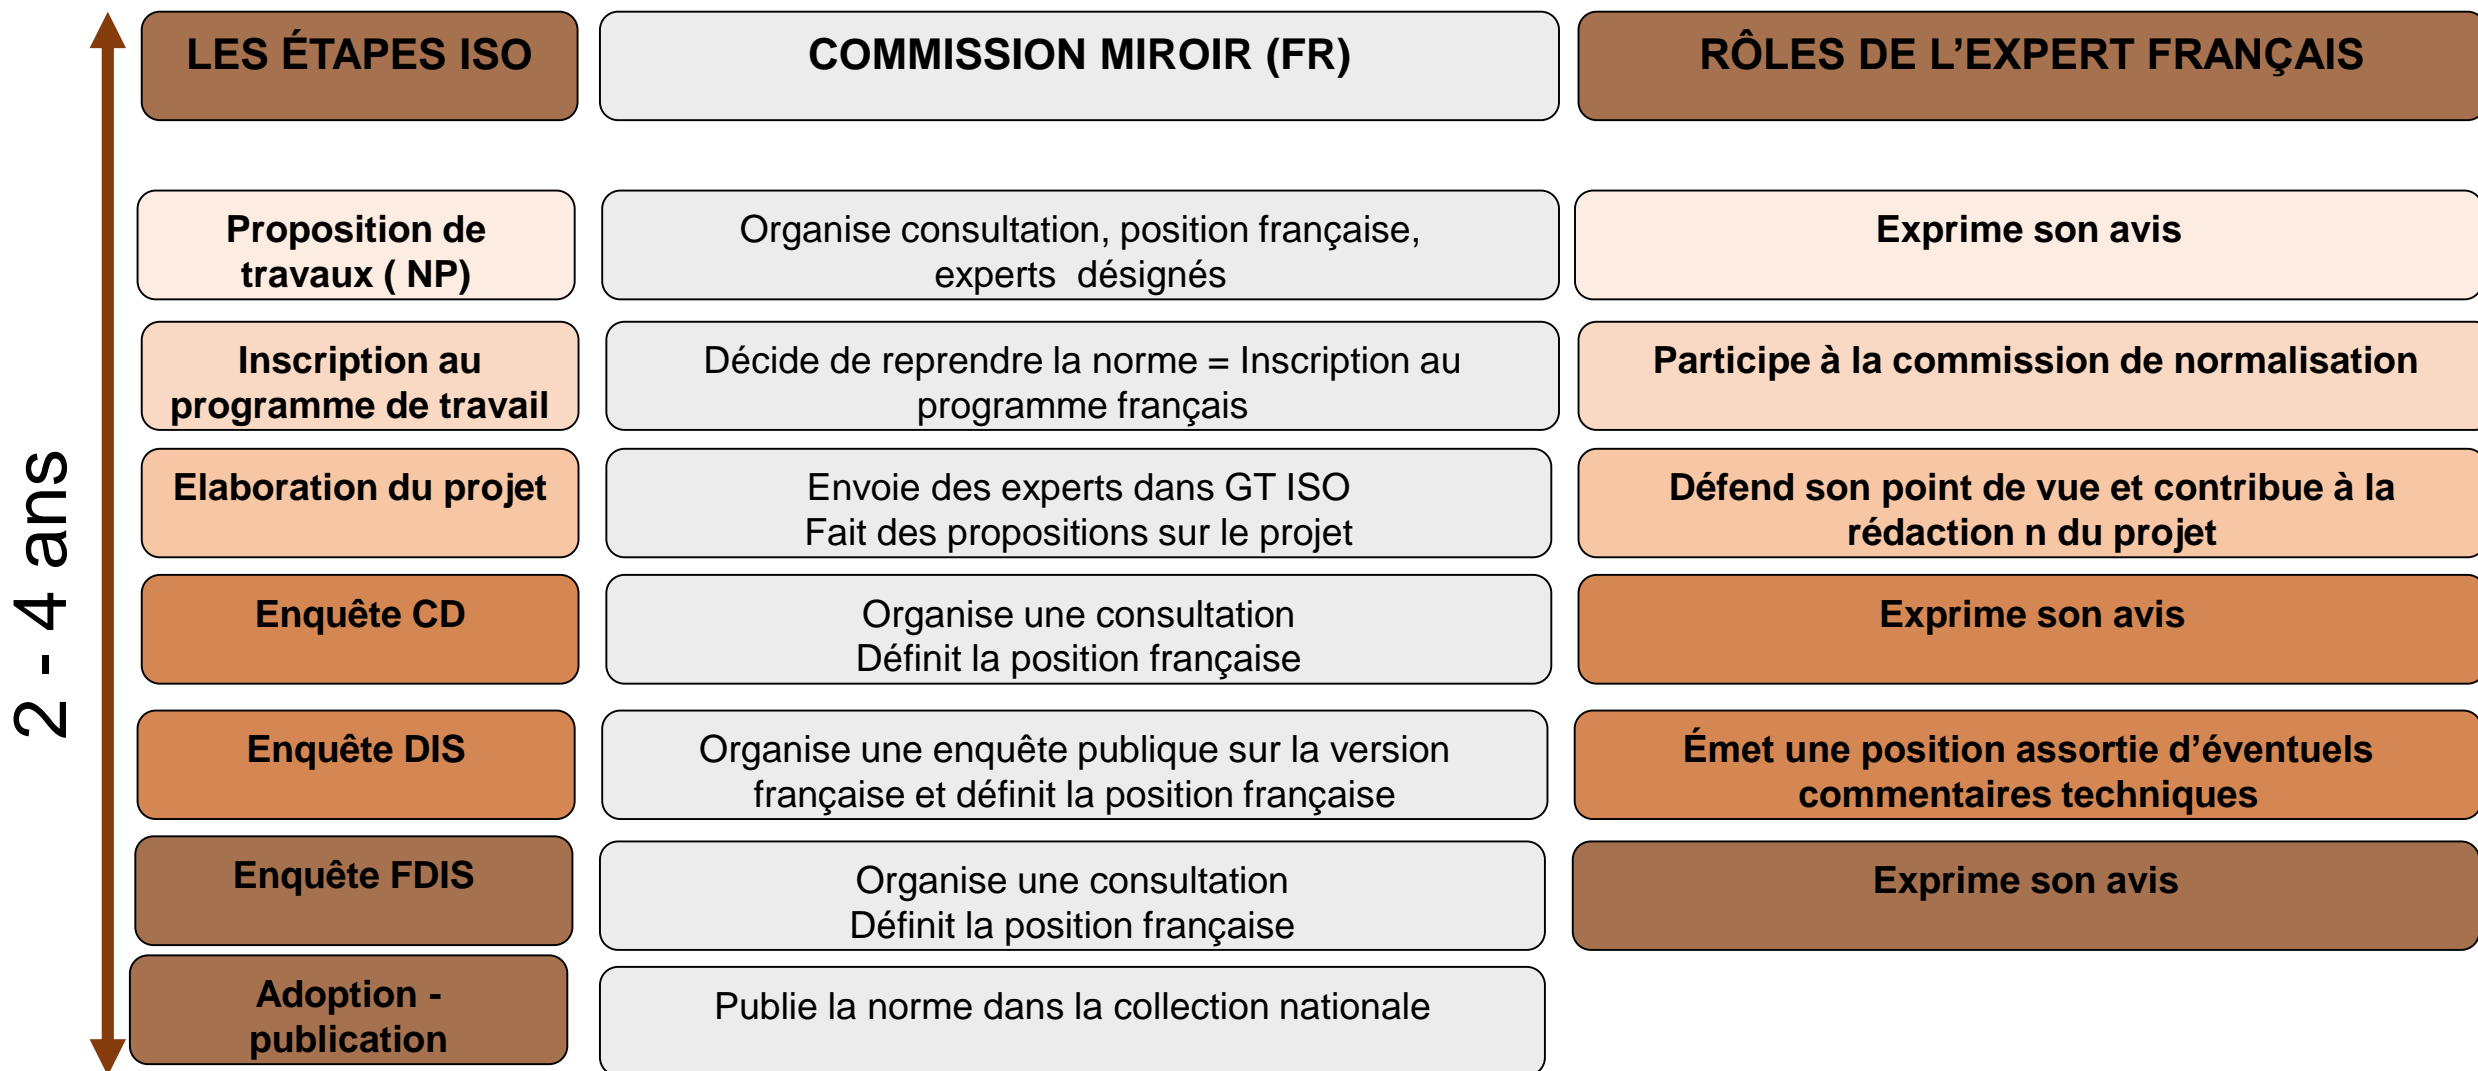 LES ÉTAPES ISO
COMMISSION MIROIR (FR)
RÔLES DE L’EXPERT FRANÇAIS
2 - 4 ans
Proposition de
travaux ( NP)
Organise consultation, position française,
experts  désignés
Exprime son avis
Inscription au
programme de travail
Décide de reprendre la norme = Inscription au
programme français
Participe à la commission de normalisation
Elaboration du projet
Envoie des experts dans GT ISO
Fait des propositions sur le projet
Défend son point de vue et contribue à la
rédaction n du projet
Enquête CD
Organise une consultation
Définit la position française
Exprime son avis
Enquête DIS
Organise une enquête publique sur la version
française et définit la position française
Émet une position assortie d’éventuels
commentaires techniques
Enquête FDIS
Organise une consultation
Définit la position française
Exprime son avis
Adoption -
publication
Publie la norme dans la collection nationale